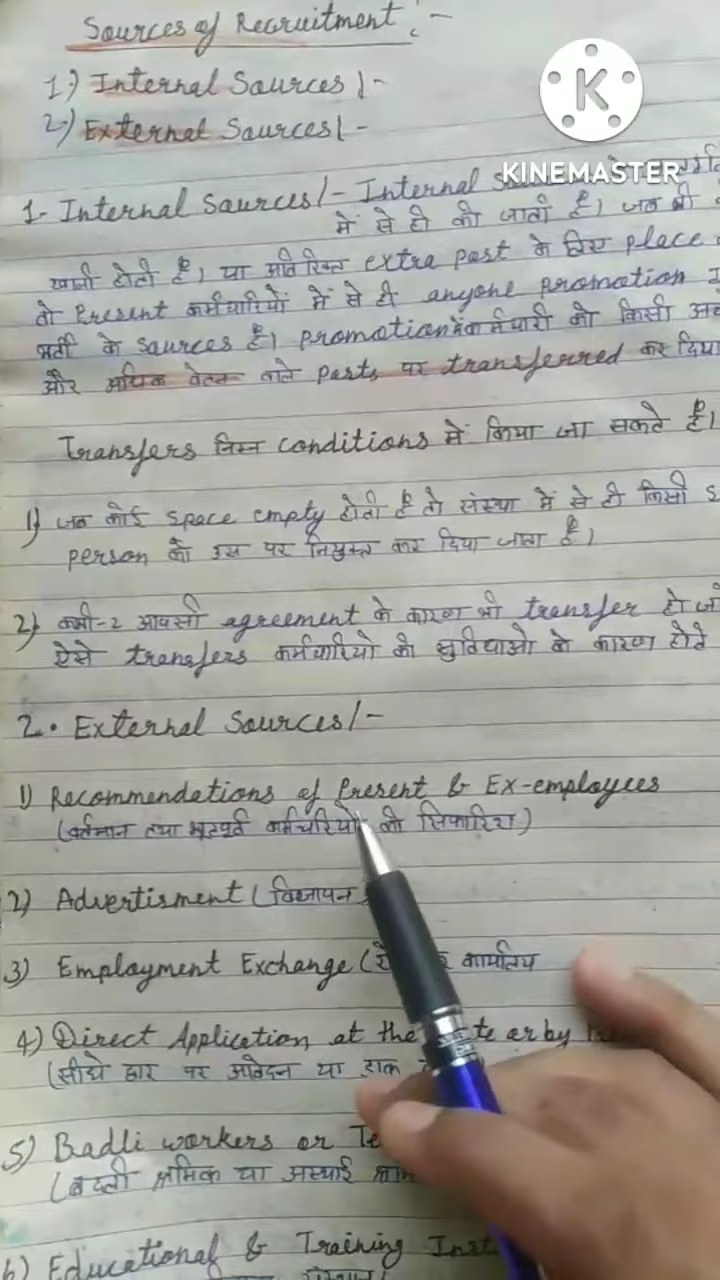 Sources of Recruitment :-
1.) Internal Sources :-
2.) External Sources :-
K
KINEMASTER
1. Internal Sources :- Internal
में से ही की जाती है। जब भी
खाली होती है। या अतिरिक्त extra post के लिए place
तो Present कर्मचारियों में से ही anyone promotion
भर्ती के sources है। promotion में कर्मचारी को किसी
और अधिक वेतन वाले posts पर transferred कर दिया
Transfers निम्न conditions में किया जा सकते है।
1) जब कोई space empty होती है तो संस्था में से ही किसी
person को उस पर नियुक्त कर दिया जाता है।
2) कभी-2 आपसी agreement के कारण भी transfer हो
ऐसे transfers कर्मचारियो की सुविधाओ के कारण होते
2. External Sources :-
1) Recommendations of Present & Ex-employees
(वर्तमान तथा भूतपूर्व कर्मचरियो की सिफारिश)
2) Advertisment (विज्ञापन
3) Employment Exchange ( कार्यालय
4) Direct Application at the or by
(सीधे द्वार पर आवेदन या डाक
5) Badli workers or
(बदली श्रमिक या अस्थाई
6) Educational & Training